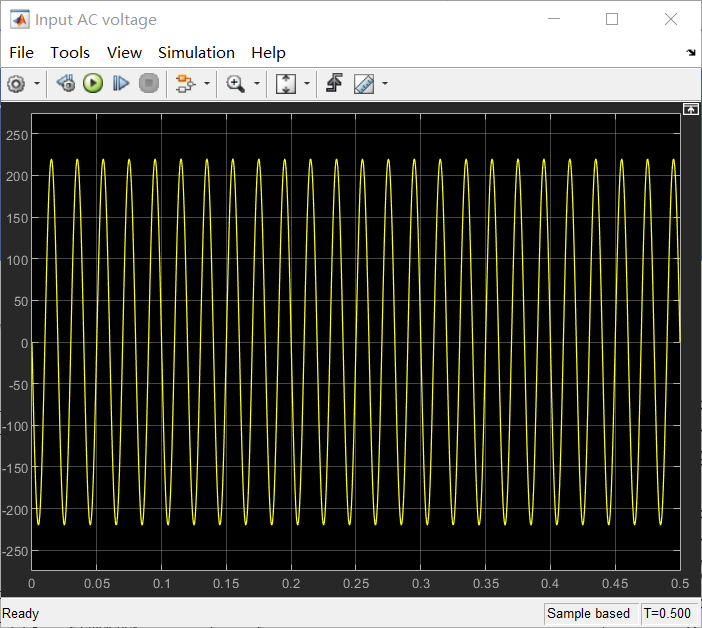 Input AC voltage
File Tools View Simulation Help
250
200
150
100
50
0
-50
-100
-150
-200
-250
0 0.05 0.1 0.15 0.2 0.25 0.3 0.35 0.4 0.45 0.5
Ready Sample based T=0.500